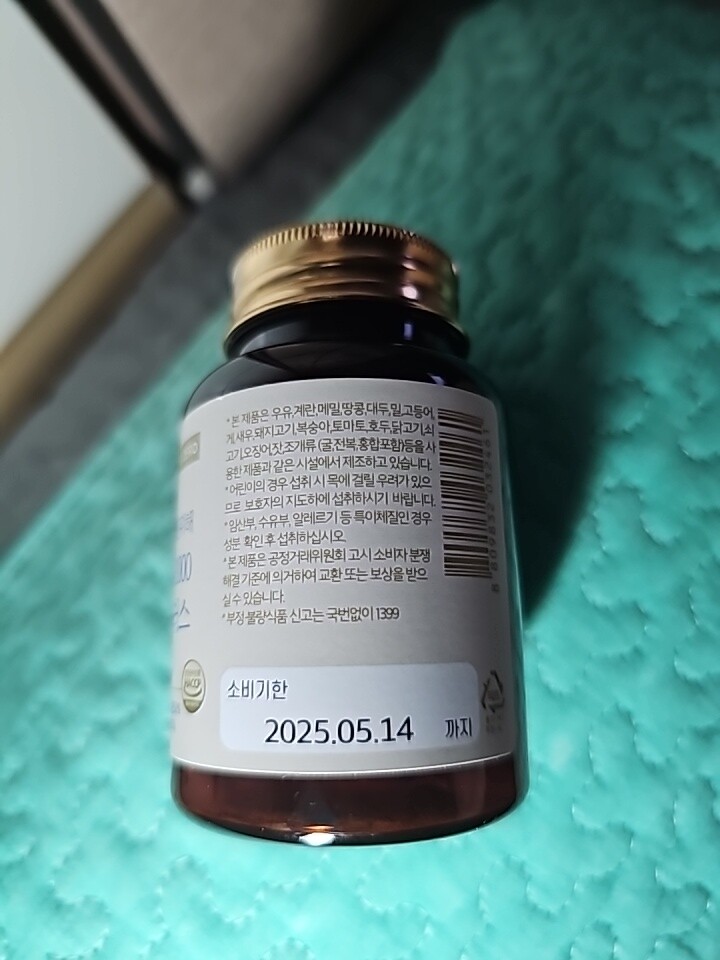 * 본 제품은 우유,계란,메밀,땅콩,대두,밀,고등어,
게,새우,돼지고기,복숭아,토마토,호두,닭고기,쇠
고기,오징어,잣,조개류 (굴,전복,홍합포함)등을 사
용한 제품과 같은 시설에서 제조하고 있습니다.
* 어린이의 경우 섭취 시 목에 걸릴 우려가 있으
므로 보호자의 지도하에 섭취하시기 바랍니다.
* 임산부, 수유부, 알레르기 등 특이체질인 경우
성분 확인 후 섭취하십시오.
* 본 제품은 공정거래위원회 고시 소비자 분쟁
해결 기준에 의거하여 교환 또는 보상을 받으
실 수 있습니다.
* 부정·불량식품 신고는 국번없이 1399
HACCP
소비기한
2025.05.14 까지